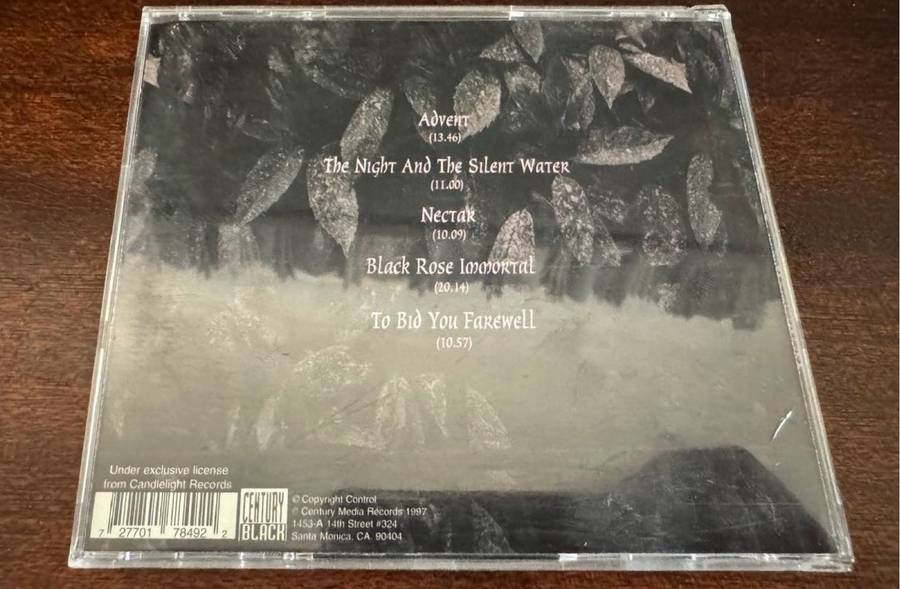 Advent
(13.46)
The Night And The Silent Water
(11.00)
Nectar
(10.09)
Black Rose Immortal
(20.14)
To Bid You Farewell
(10.57)
Under exclusive license
from Candlelight Records
7 27701 78492 2
CENTURY
BLACK
© Copyright Control
℗ Century Media Records 1997
1453-A 14th Street #324
Santa Monica, CA. 90404